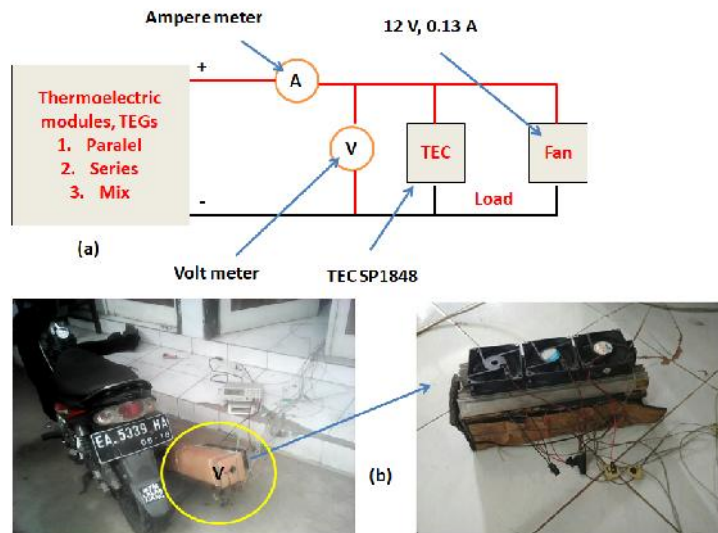 Ampere meter
12 V, 0.13 A
+
A
Thermoelectric
modules, TEGs
1. Paralel
2. Series
3. Mix
V
TEC
Fan
-
Load
(a)
Volt meter
TEC SP1848
EA 5339 HA
V
(b)